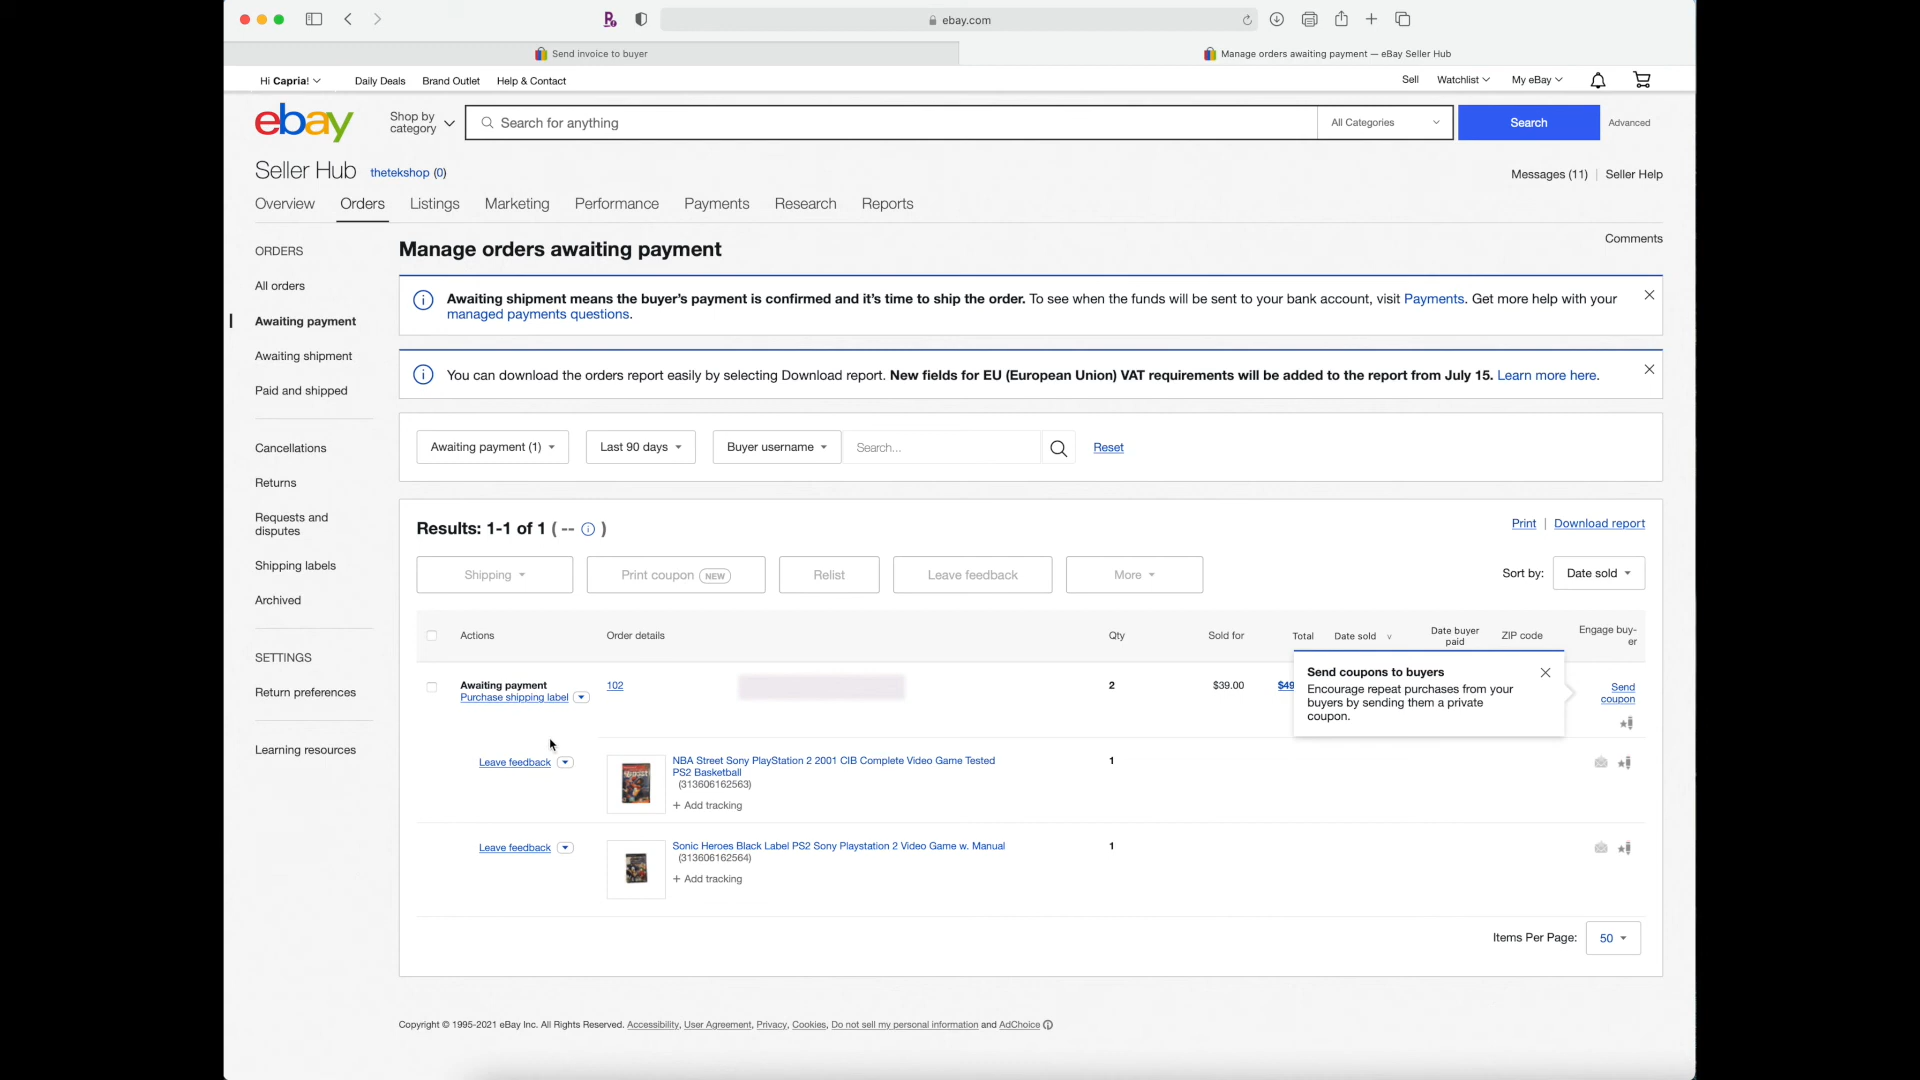 ebay.com
Send invoice to buyer
Manage orders awaiting payment — eBay Seller Hub
Hi Capria!
Daily Deals
Brand Outlet
Help & Contact
Sell
Watchlist
My eBay
ebay
Shop by
category
Search for anything
All Categories
Search
Advanced
Seller Hub
thetekshop (0)
Messages (11)
Seller Help
Overview
Orders
Listings
Marketing
Performance
Payments
Research
Reports
Comments
ORDERS
All orders
Awaiting payment
Awaiting shipment
Paid and shipped
Cancellations
Returns
Requests and
disputes
Shipping labels
Archived
SETTINGS
Return preferences
Learning resources
Manage orders awaiting payment
Awaiting shipment means the buyer's payment is confirmed and it's time to ship the order. To see when the funds will be sent to your bank account, visit Payments. Get more help with your
managed payments questions.
You can download the orders report easily by selecting Download report. New fields for EU (European Union) VAT requirements will be added to the report from July 15. Learn more here.
Awaiting payment (1)
Last 90 days
Buyer username
Search...
Reset
Results: 1-1 of 1 ( -- )
Print | Download report
Shipping
Print coupon NEW
Relist
Leave feedback
More
Sort by:
Date sold
Actions
Order details
Qty
Sold for
Total
Date sold
Date buyer
paid
ZIP code
Engage buy-
er
Awaiting payment
Purchase shipping label
102
2
$39.00
$49
Send coupons to buyers
Encourage repeat purchases from your
buyers by sending them a private
coupon.
Send
coupon
Leave feedback
NBA Street Sony PlayStation 2 2001 CIB Complete Video Game Tested
PS2 Basketball
(313606162563)
+ Add tracking
1
Leave feedback
Sonic Heroes Black Label PS2 Sony Playstation 2 Video Game w. Manual
(313606162564)
+ Add tracking
1
Items Per Page:
50
Copyright © 1995-2021 eBay Inc. All Rights Reserved. Accessibility, User Agreement, Privacy, Cookies, Do not sell my personal information and AdChoice